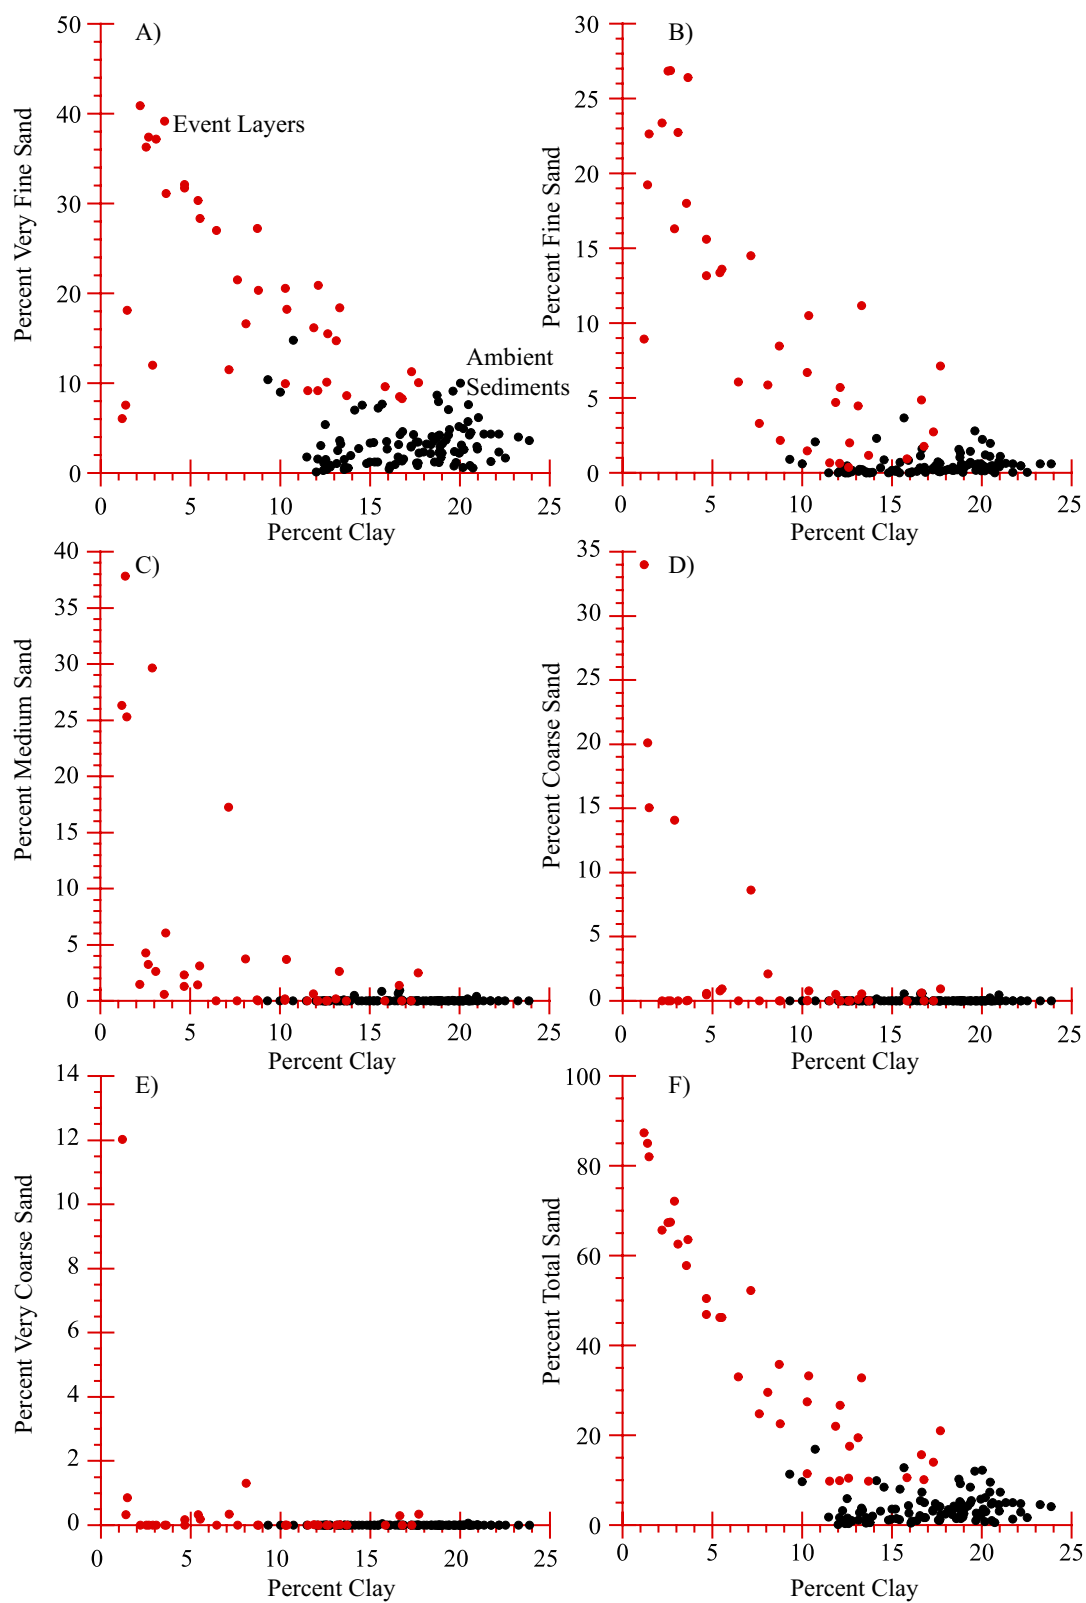 A)
50
40
30
20
10
0
Percent Very Fine Sand
Event Layers
Ambient
Sediments
0 5 10 15 20 25
Percent Clay
B)
30
25
20
15
10
5
0
Percent Fine Sand
0 5 10 15 20 25
Percent Clay
C)
40
35
30
25
20
15
10
5
0
Percent Medium Sand
0 5 10 15 20 25
Percent Clay
D)
35
30
25
20
15
10
5
0
Percent Coarse Sand
0 5 10 15 20 25
Percent Clay
E)
14
12
10
8
6
4
2
0
Percent Very Coarse Sand
0 5 10 15 20 25
Percent Clay
F)
100
80
60
40
20
0
Percent Total Sand
0 5 10 15 20 25
Percent Clay